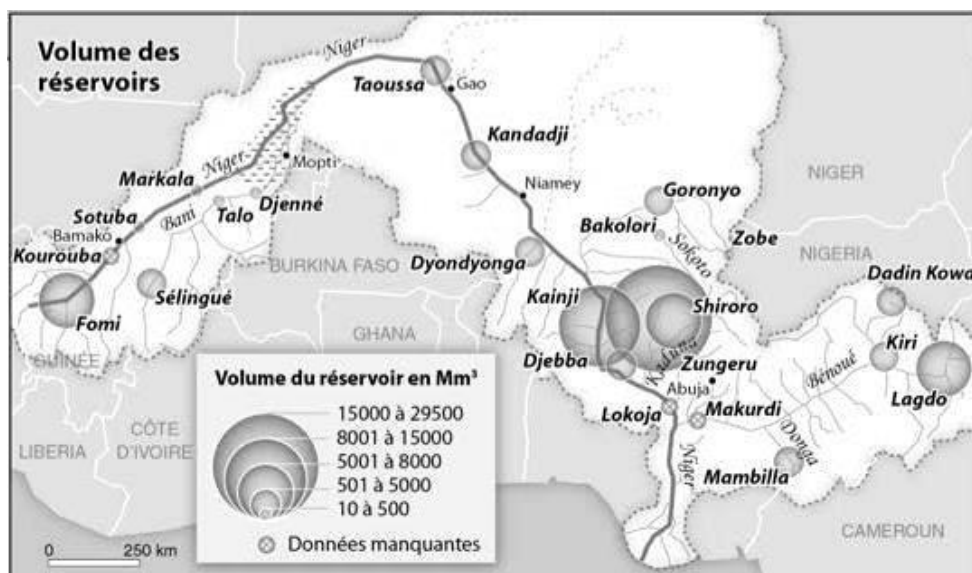 Volume des
réservoirs
Niger
Taoussa
Gao
Kandadji
Niger
Mopti
Markala
Niamey
NIGER
Goronyo
Djenné
Talo
Bani
Sotuba
Bamako
Bakolori
Zobe
Sokoto
NIGERIA
Kourouba
BURKINA FASO
Dyondyonga
Dadin Kowa
Sélingué
Kainji
Shiroro
Fomi
GHANA
Kiri
GUINÉE
Djebba
Kaduna
Zungeru
Bénoué
Abuja
Lagdo
Volume du réservoir en Mm³
15000 à 29500
8001 à 15000
5001 à 8000
501 à 5000
10 à 500
Données manquantes
Lokoja
Makurdi
Donga
LIBERIA
CÔTE
D'IVOIRE
Niger
Mambilla
CAMEROUN
0 250 km